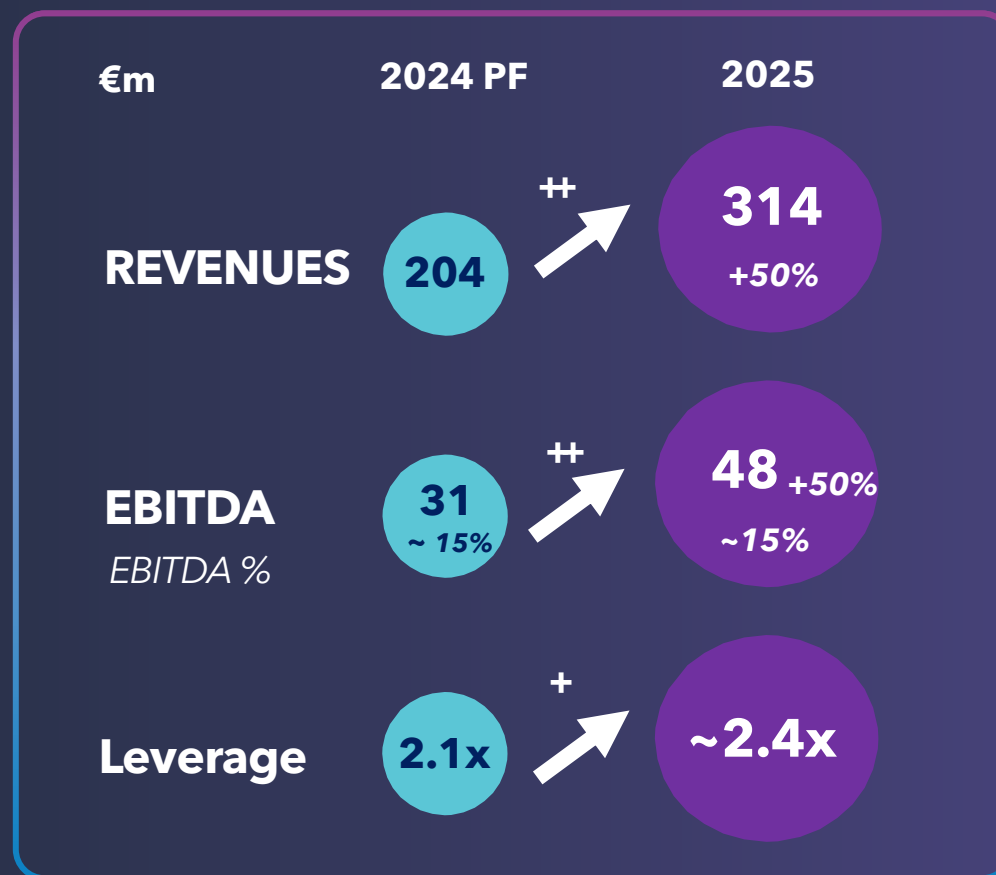 €m 2024 PF 2025
++
REVENUES 204 314
+50%
++
EBITDA 31 48 +50%
EBITDA % ~ 15% ~15%
+
Leverage 2.1x ~2.4x